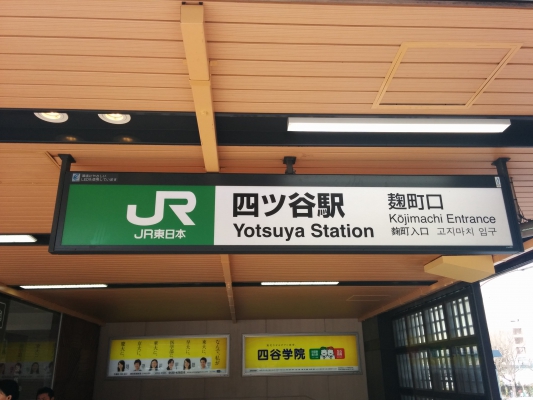 JR
JR東日本
四ツ谷駅
Yotsuya Station
麹町口
Kōjimachi Entrance
麴町入口 고지마치 입구
四谷学院